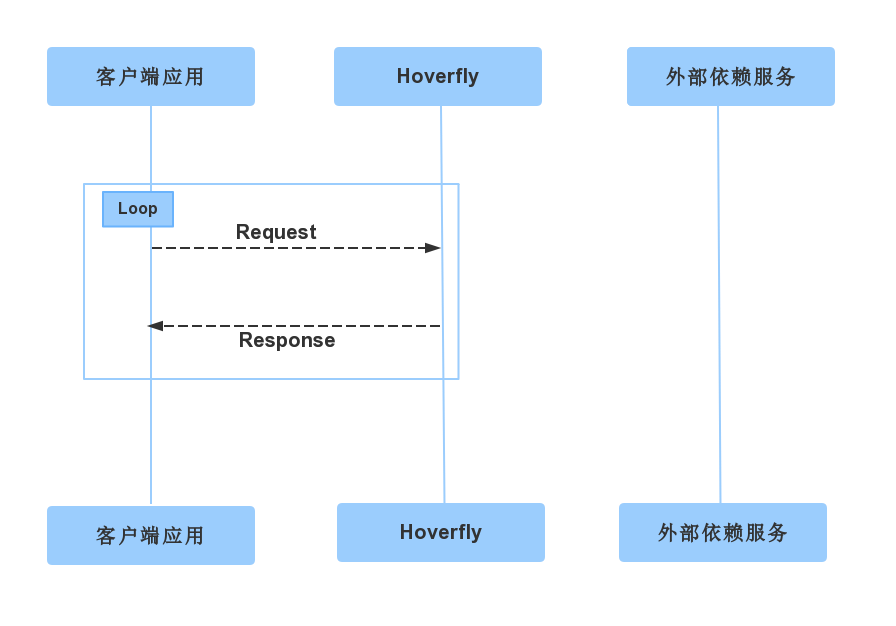 客户端应用
Hoverfly
外部依赖服务
Loop
Request
Response
客户端应用
Hoverfly
外部依赖服务